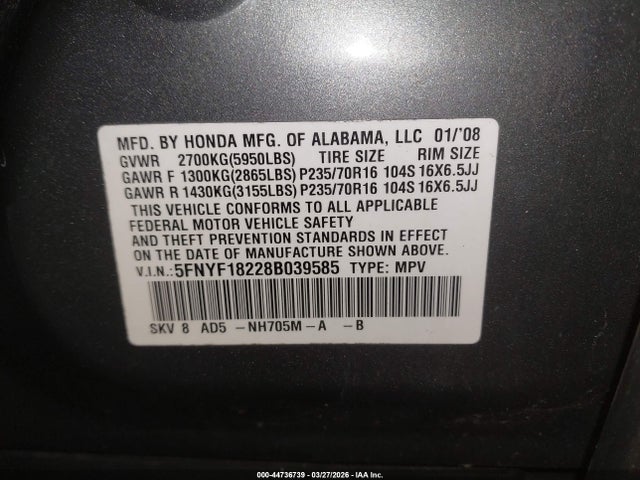 MFD. BY HONDA MFG. OF ALABAMA, LLC 01/'08
GVWR 2700KG(5950LBS) TIRE SIZE RIM SIZE
GAWR F 1300KG(2865LBS) P235/70R16 104S 16X6.5JJ
GAWR R 1430KG(3155LBS) P235/70R16 104S 16X6.5JJ
THIS VEHICLE CONFORMS TO ALL APPLICABLE
FEDERAL MOTOR VEHICLE SAFETY
AND THEFT PREVENTION STANDARDS IN EFFECT
ON THE DATE OF MANUFACTURE SHOWN ABOVE.
V.I.N.:5FNYF18228B039585 TYPE: MPV
SKV 8 AD5 -NH705M-A -B
000-44736739 - 03/27/2026 - IAA Inc.